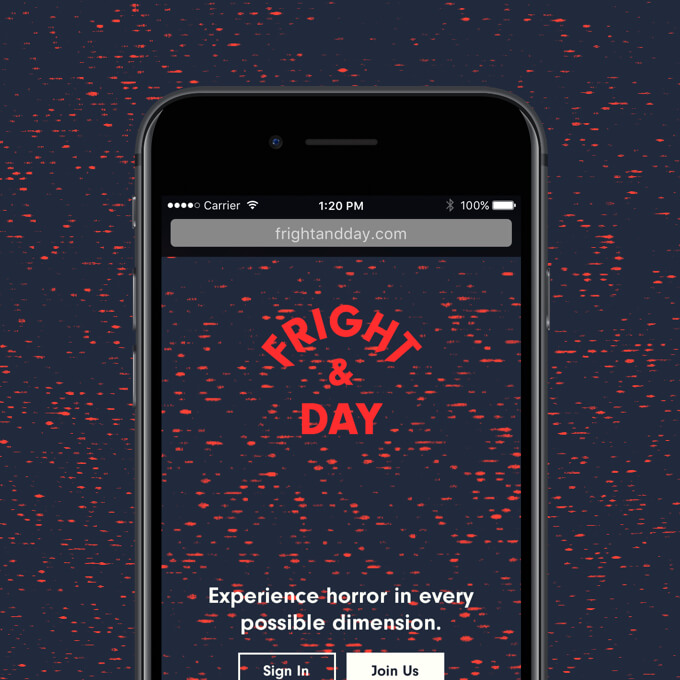 Carrier 1:20 PM 100%
frightandday.com
FRIGHT
&
DAY
Experience horror in every
possible dimension.
Sign In Join Us